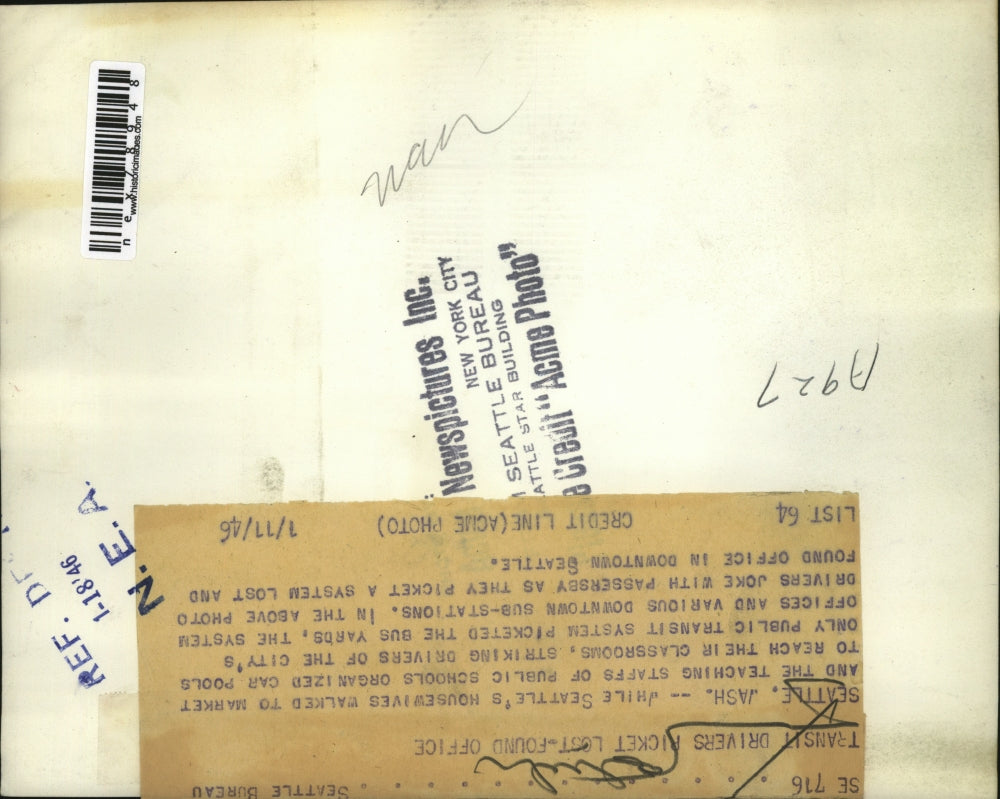 nex78948
www.historicimages.com
Newspictures Inc.
NEW YORK CITY
SEATTLE BUREAU
ATTLE STAR BUILDING
e Credit "Acme Photo"
A927
REF. D
1-18'46
N. E. A.
SE 716 . . . . . . . . . . SEATTLE BUREAU
TRANSIT DRIVERS PICKET LOST-FOUND OFFICE
SEATTLE, WASH. -- WHILE SEATTLE'S HOUSEWIVES WALKED TO MARKET
AND THE TEACHING STAFFS OF PUBLIC SCHOOLS ORGANIZED CAR POOLS
TO REACH THEIR CLASSROOMS, STRIKING DRIVERS OF THE CITY'S
ONLY PUBLIC TRANSIT SYSTEM PICKETED THE BUS YARDS, THE SYSTEM
OFFICES AND VARIOUS DOWNTOWN SUB-STATIONS. IN THE ABOVE PHOTO
DRIVERS JOKE WITH PASSERSBY AS THEY PICKET A SYSTEM LOST AND
FOUND OFFICE IN DOWNTOWN SEATTLE.
LIST 64 CREDIT LINE(ACME PHOTO) 1/11/46